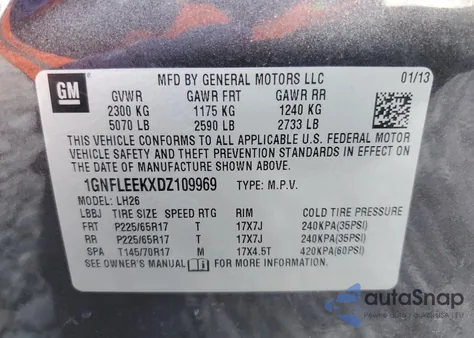 GM
MFD BY GENERAL MOTORS LLC 01/13
GVWR GAWR FRT GAWR RR
2300 KG 1175 KG 1240 KG
5070 LB 2590 LB 2733 LB
THIS VEHICLE CONFORMS TO ALL APPLICABLE U.S. FEDERAL MOTOR
VEHICLE SAFETY AND THEFT PREVENTION STANDARDS IN EFFECT ON
THE DATE OF MANUFACTURE SHOWN ABOVE.
1GNFLEEKXDZ109969 TYPE: M.P.V.
MODEL: LH26
LBBJ TIRE SIZE SPEED RTG RIM COLD TIRE PRESSURE
FRT P225/65R17 T 17X7J 240KPA(35PSI)
RR P225/65R17 T 17X7J 240KPA(35PSI)
SPA T145/70R17 M 17X4.5T 420KPA(60PSI)
SEE OWNER'S MANUAL FOR MORE INFORMATION.
autoSnap